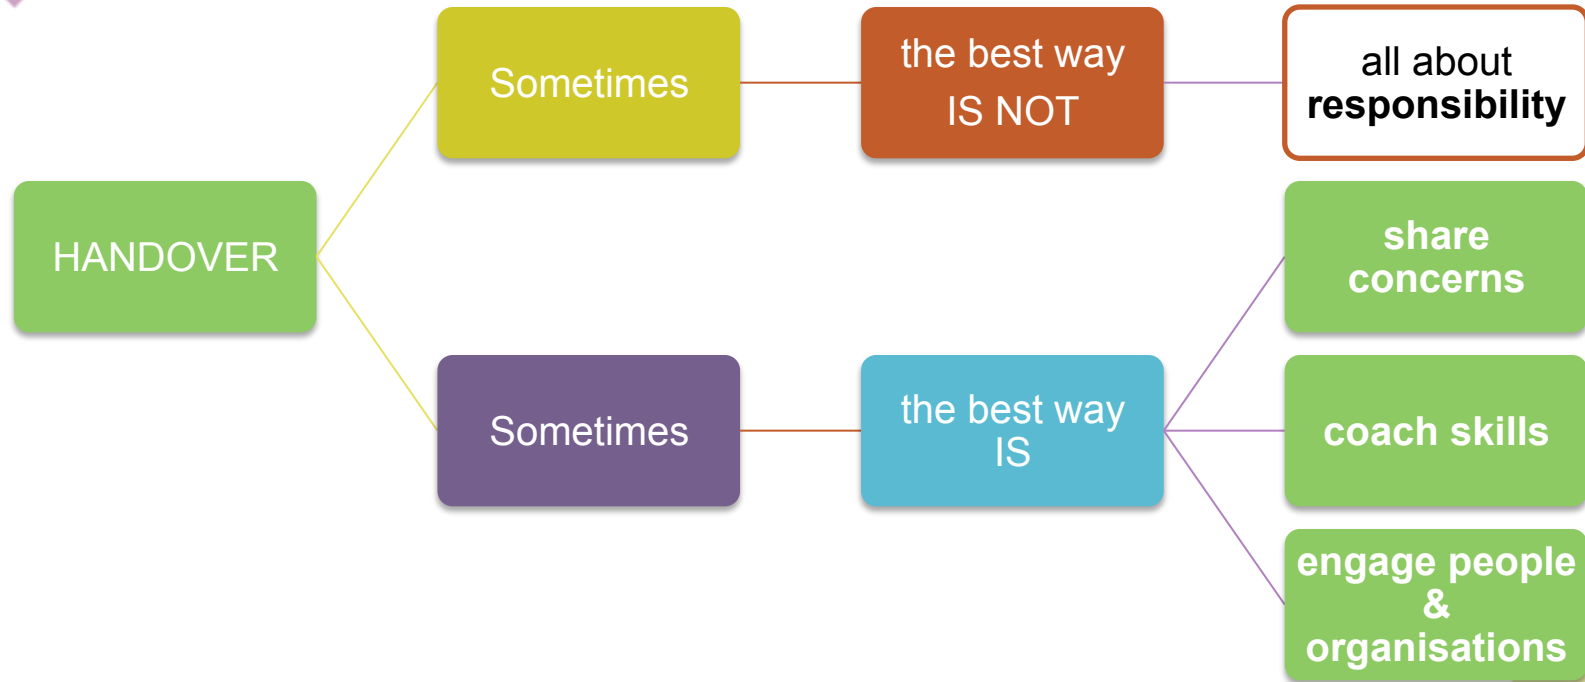 HANDOVER
Sometimes
the best way
IS NOT
all about
responsibility
Sometimes
the best way
IS
share
concerns
coach skills
engage people
&
organisations